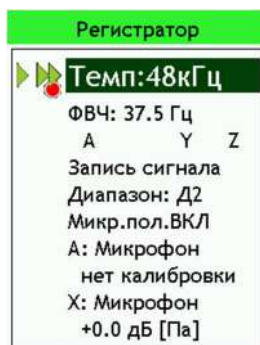 Регистратор
Темп:48кГц
ФВЧ: 37.5 Гц
A Y Z
Запись сигнала
Диапазон: Д2
Микр.пол.ВКЛ
А: Микрофон
нет калибровки
X: Микрофон
+0.0 дБ [Па]